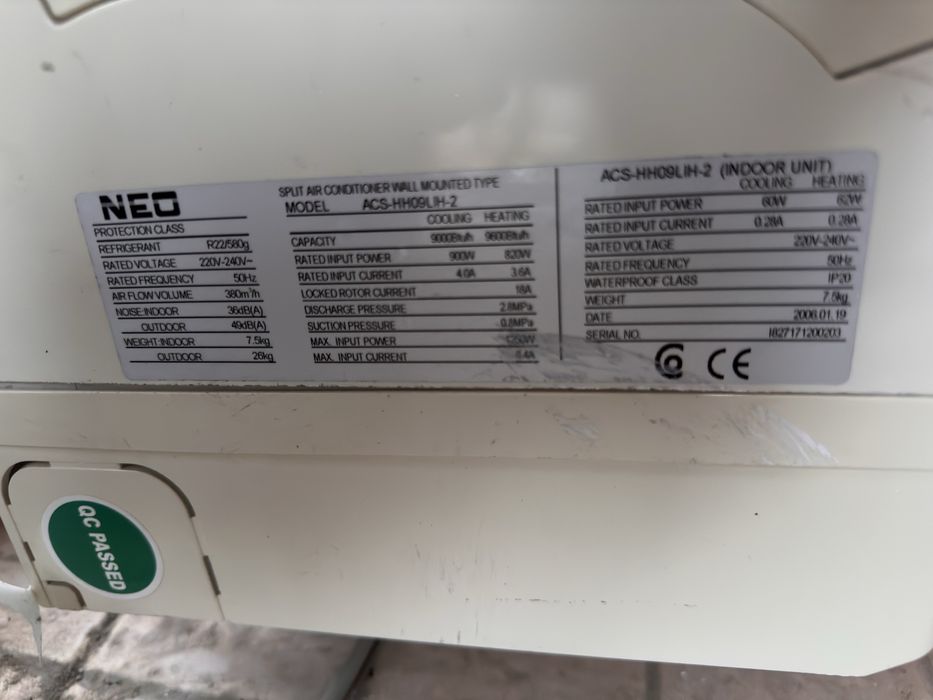 NEO
PROTECTION CLASS
REFRIGERANT R22/580g
RATED VOLTAGE 220V-240V~
RATED FREQUENCY 50Hz
AIR FLOW VOLUME 380m³/h
NOISE:INDOOR 36dB(A)
OUTDOOR 49dB(A)
WEIGHT:INDOOR 7.5kg
OUTDOOR 26kg
SPLIT AIR CONDITIONER WALL MOUNTED TYPE
MODEL ACS-HH09LIH-2
COOLING HEATING
CAPACITY 9000Btu/h 9600Btu/h
RATED INPUT POWER 900W 820W
RATED INPUT CURRENT 4.0A 3.6A
LOCKED ROTOR CURRENT 18A
DISCHARGE PRESSURE 2.8MPa
SUCTION PRESSURE 0.8MPa
MAX. INPUT POWER 1250W
MAX. INPUT CURRENT
ACS-HH09LIH-2 (INDOOR UNIT)
COOLING HEATING
RATED INPUT POWER 60W 62W
RATED INPUT CURRENT 0.28A 0.28A
RATED VOLTAGE 220V-240V~
RATED FREQUENCY 50Hz
WATERPROOF CLASS IP20
WEIGHT 7.5kg
DATE 2008.01.19
SERIAL NO. I827171200203
CE
QC PASSED